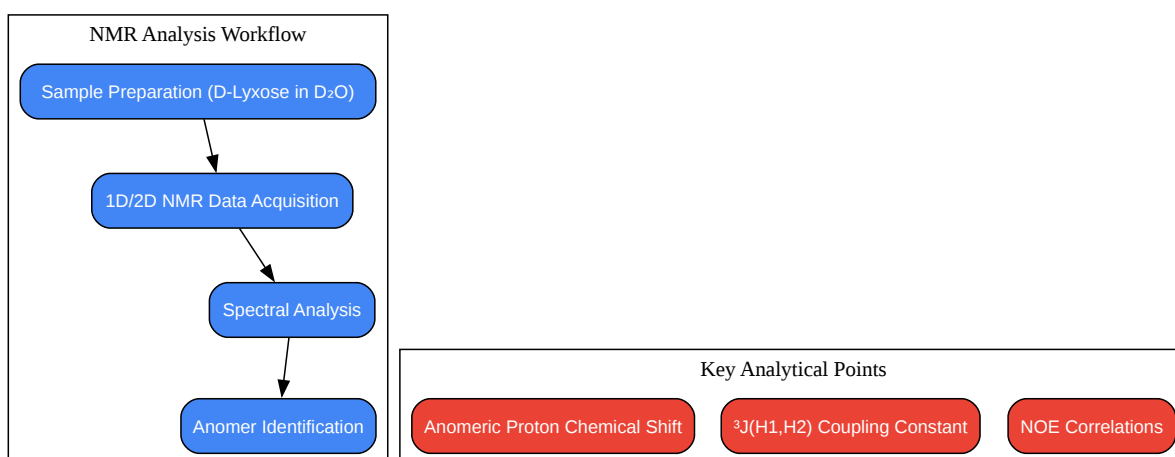 NMR Analysis Workflow
Sample Preparation (D-Lyxose in D₂O)
1D/2D NMR Data Acquisition
Spectral Analysis
Anomer Identification
Key Analytical Points
Anomeric Proton Chemical Shift
³J(H1,H2) Coupling Constant
NOE Correlations